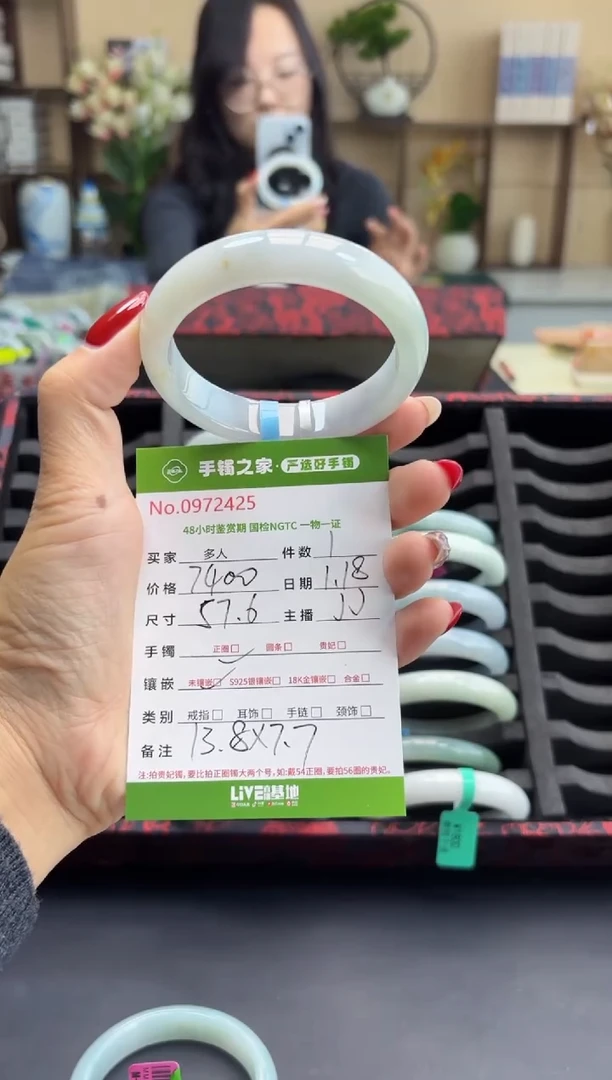 手镯之家·严选好手镯
No.0972425
48小时鉴赏期 国检NGTC 一物一证
买家 多人 件数 1
价格 7400 日期 1.18
尺寸 57.6 主播 JJ
手镯 正圈 圆条 贵妃
镶嵌 未镶嵌 S925银镶嵌 18K金镶嵌 合金
类别 戒指 耳饰 手链 颈饰
备注 13.8X7.7
注:拍贵妃镯,要比拍正圈镯大两个号,如:戴54正圈,要拍56圈的贵妃。
LiVE基地